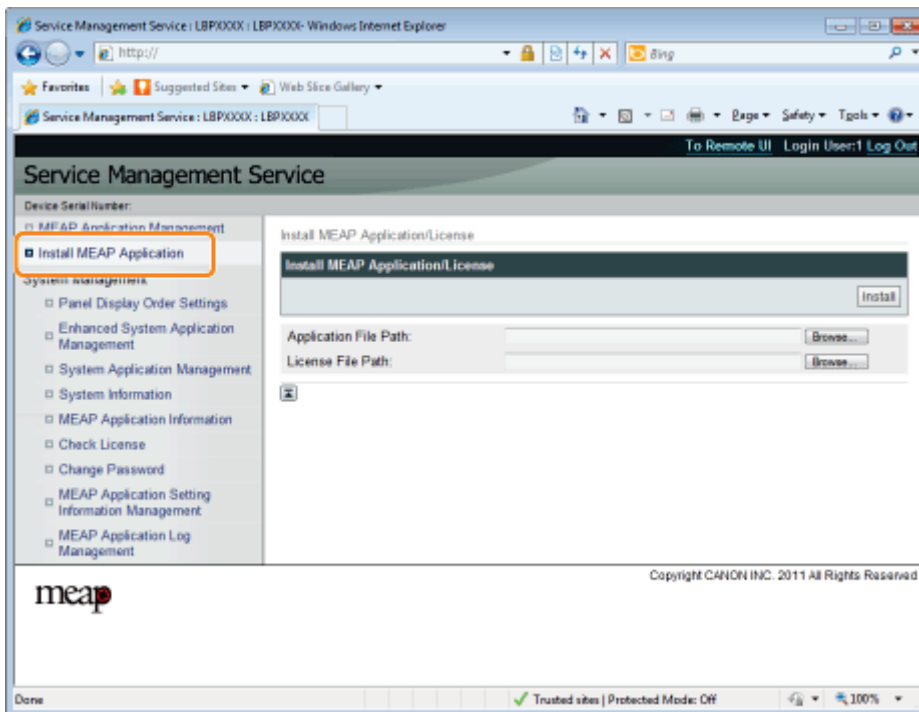 Service Management Service : LBPXXXX : LBPXXXX- Windows Internet Explorer
http://
Bing
Favorites
Suggested Sites
Web Slice Gallery
Service Management Service : LBPXXXX : LBPXXXX
Page Safety Tools
To Remote UI Login User:1 Log Out
Service Management Service
Device Serial Number:
MEAP Application Management
Install MEAP Application
System Management
Panel Display Order Settings
Enhanced System Application
Management
System Application Management
System Information
MEAP Application Information
Check License
Change Password
MEAP Application Setting
Information Management
MEAP Application Log
Management
Install MEAP Application/License
Install MEAP Application/License
Install
Application File Path:
Browse...
License File Path:
Browse...
Copyright CANON INC. 2011 All Rights Reserved
meap
Done
Trusted sites | Protected Mode: Off
100%